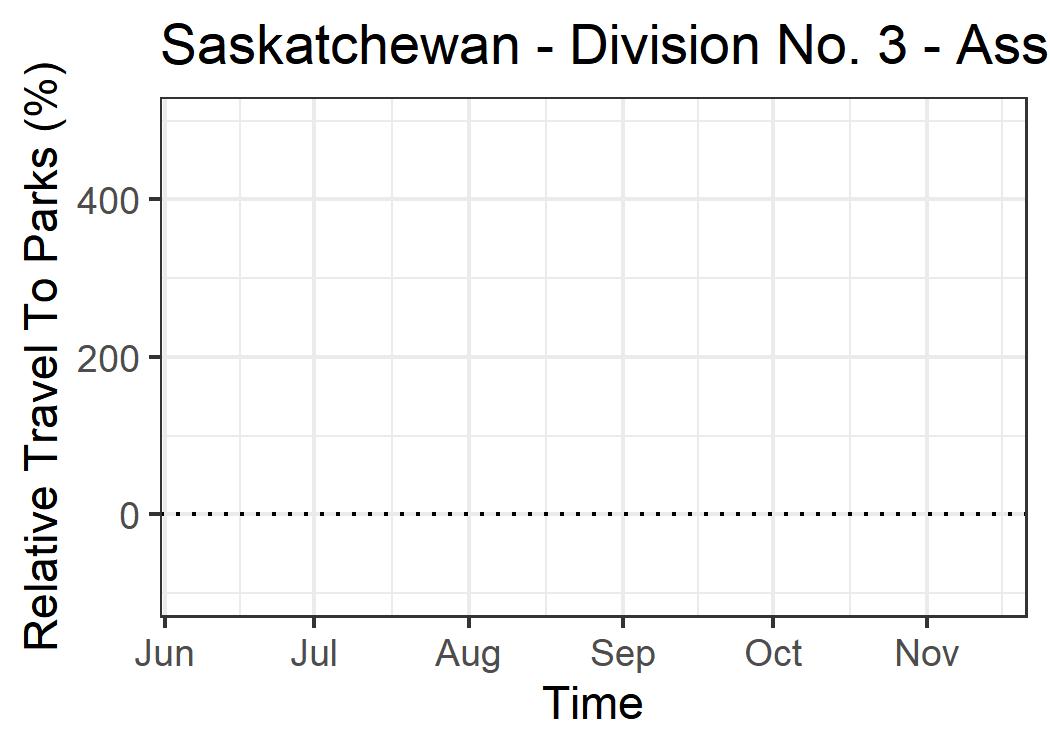 Saskatchewan - Division No. 3 - Ass
Relative Travel To Parks (%)
400
200
0
Jun Jul Aug Sep Oct Nov
Time